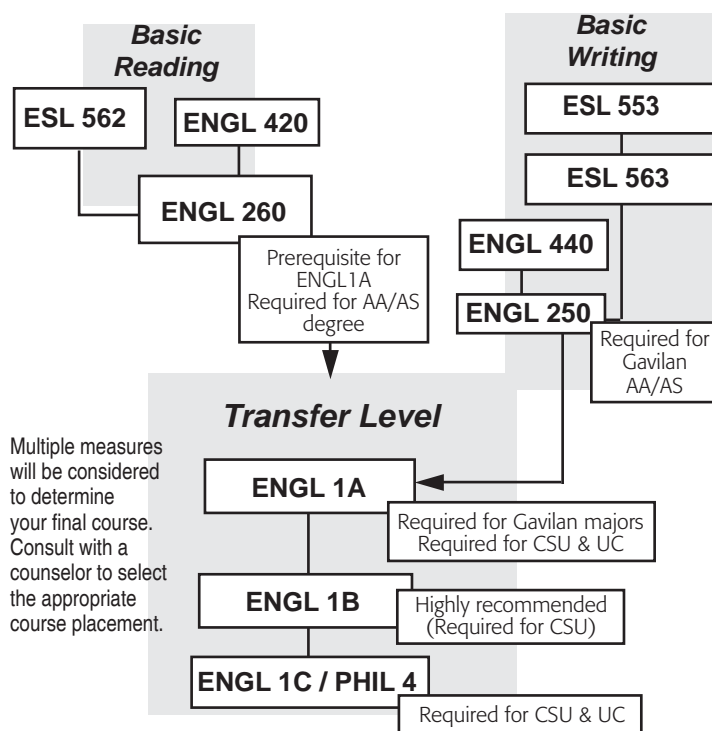 Basic
Reading
ESL 562
ENGL 420
ENGL 260
Prerequisite for
ENGL1A
Required for AA/AS
degree
Basic
Writing
ESL 553
ESL 563
ENGL 440
ENGL 250
Required for
Gavilan
AA/AS
Transfer Level
Multiple measures
will be considered
to determine
your final course.
Consult with a
counselor to select
the appropriate
course placement.
ENGL 1A
Required for Gavilan majors
Required for CSU & UC
ENGL 1B
Highly recommended
(Required for CSU)
ENGL 1C / PHIL 4
Required for CSU & UC